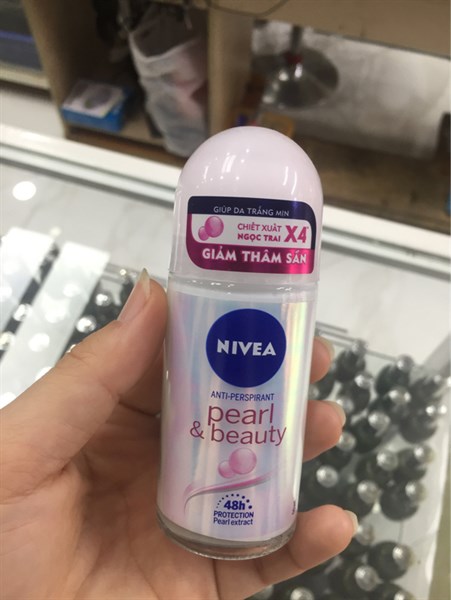 GIÚP DA TRẮNG MỊN
CHIẾT XUẤT
NGỌC TRAI X4
GIẢM THÂM SẦN
NIVEA
ANTI-PERSPIRANT
pearl
& beauty
48h
PROTECTION
Pearl extract